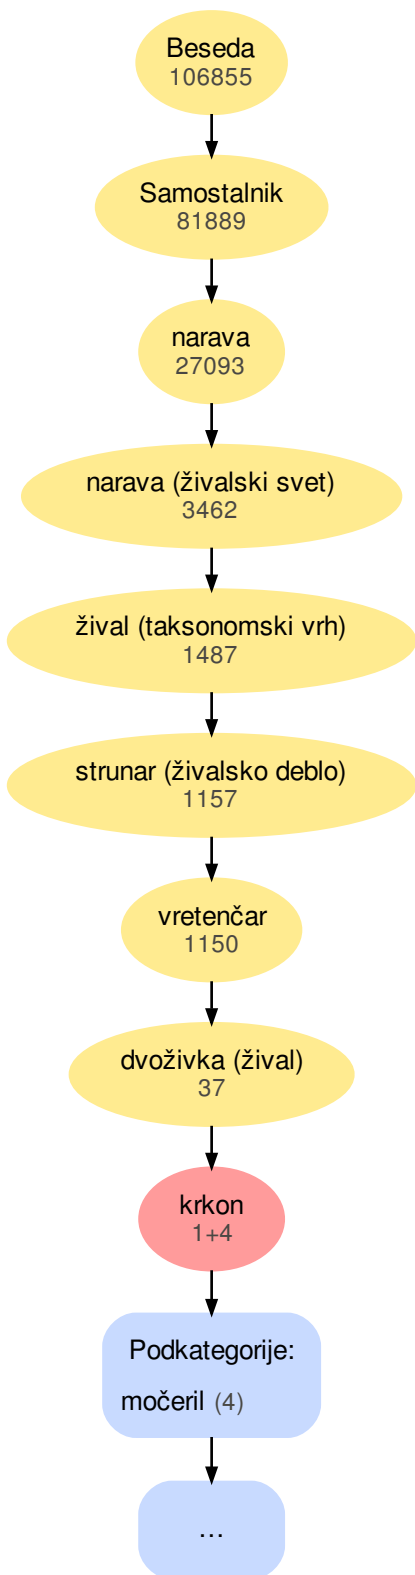 Beseda
106855
Samostalnik
81889
narava
27093
narava (živalski svet)
3462
žival (taksonomski vrh)
1487
strunar (živalsko deblo)
1157
vretenčar
1150
dvoživka (žival)
37
krkon
1+4
Podkategorije:
močeril (4)
...